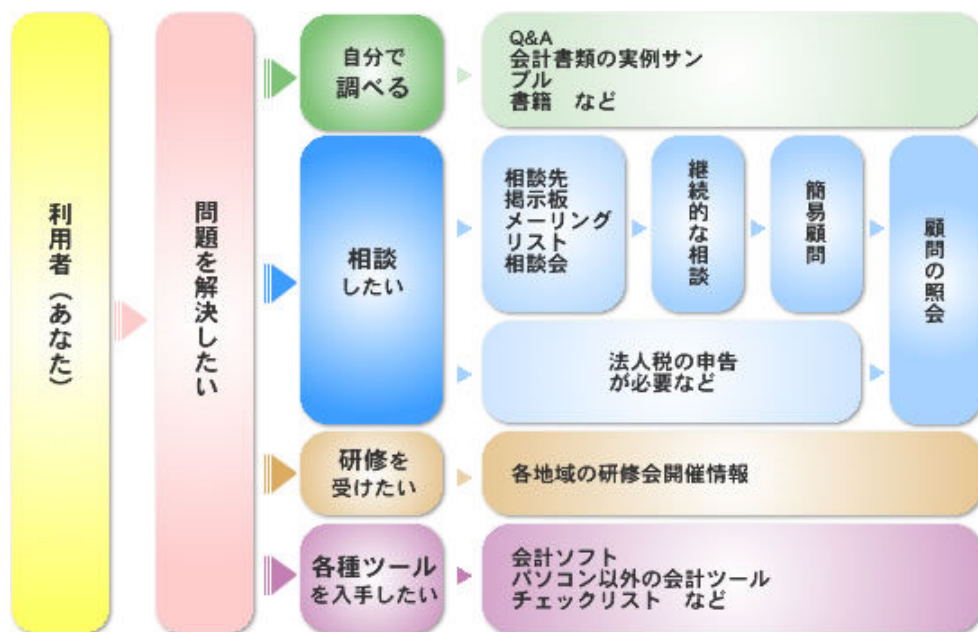 利用者（あなた）
問題を解決したい
自分で
調べる
Q&A
会計書類の実例サン
プル
書籍　など
相談
したい
相談先
掲示板
メーリング
リスト
相談会
継続的な相談
簡易顧問
顧問の照会
法人税の申告
が必要など
研修を
受けたい
各地域の研修会開催情報
各種ツール
を入手したい
会計ソフト
パソコン以外の会計ツール
チェックリスト　など